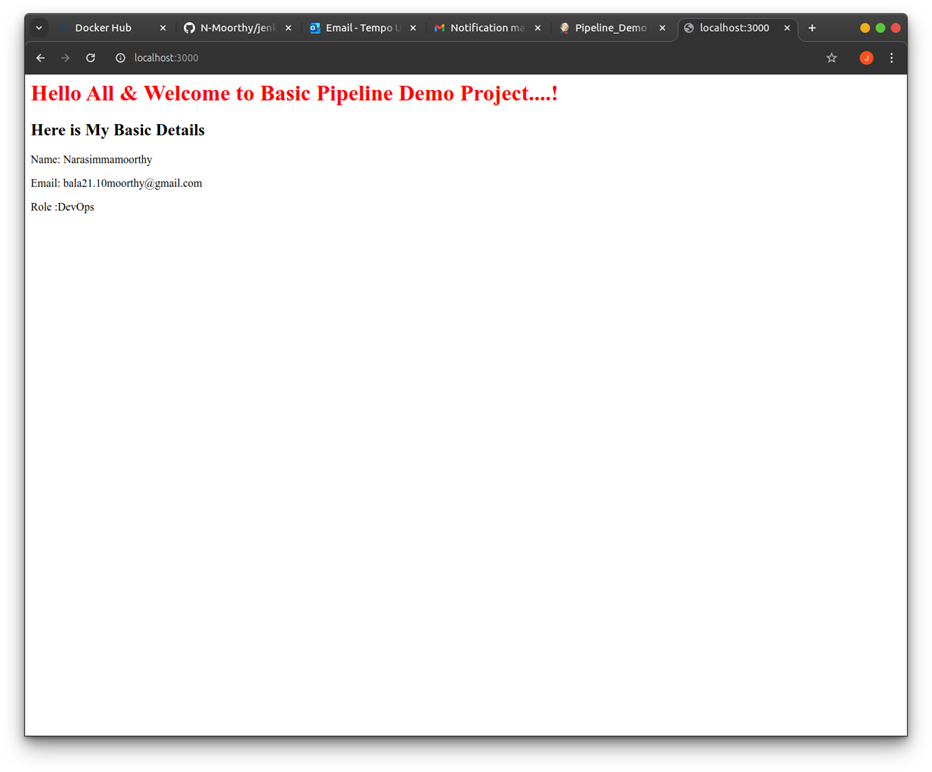 Docker Hub
N-Moorthy/jenk
Email - Tempo U
Notification ma
Pipeline_Demo
localhost:3000
localhost:3000
J
Hello All & Welcome to Basic Pipeline Demo Project....!
Here is My Basic Details
Name: Narasimmamoorthy
Email: bala21.10moorthy@gmail.com
Role :DevOps